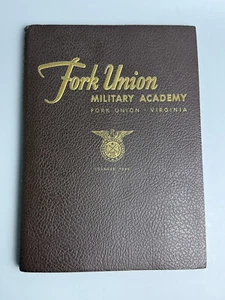 Fork Union
MILITARY ACADEMY
FORK UNION · VIRGINIA